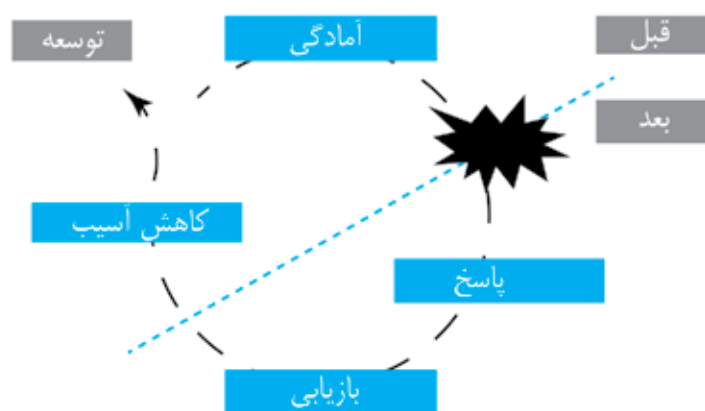 قبل
آمادگی
توسعه
بعد
کاهش آسیب
پاسخ
بازیابی